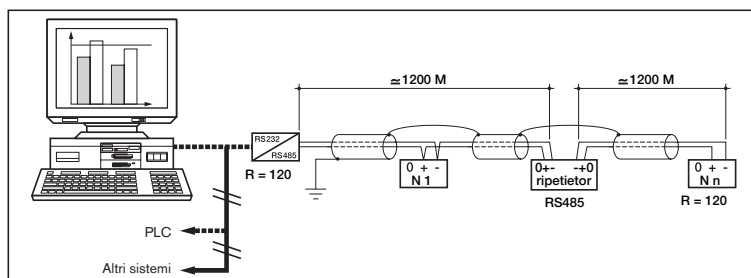 ≃1200 M
≃1200 M
RS232
RS485
R = 120
0 + -
N 1
0+- -+0
ripetietor
RS485
0 + -
N n
R = 120
PLC
Altri sistemi